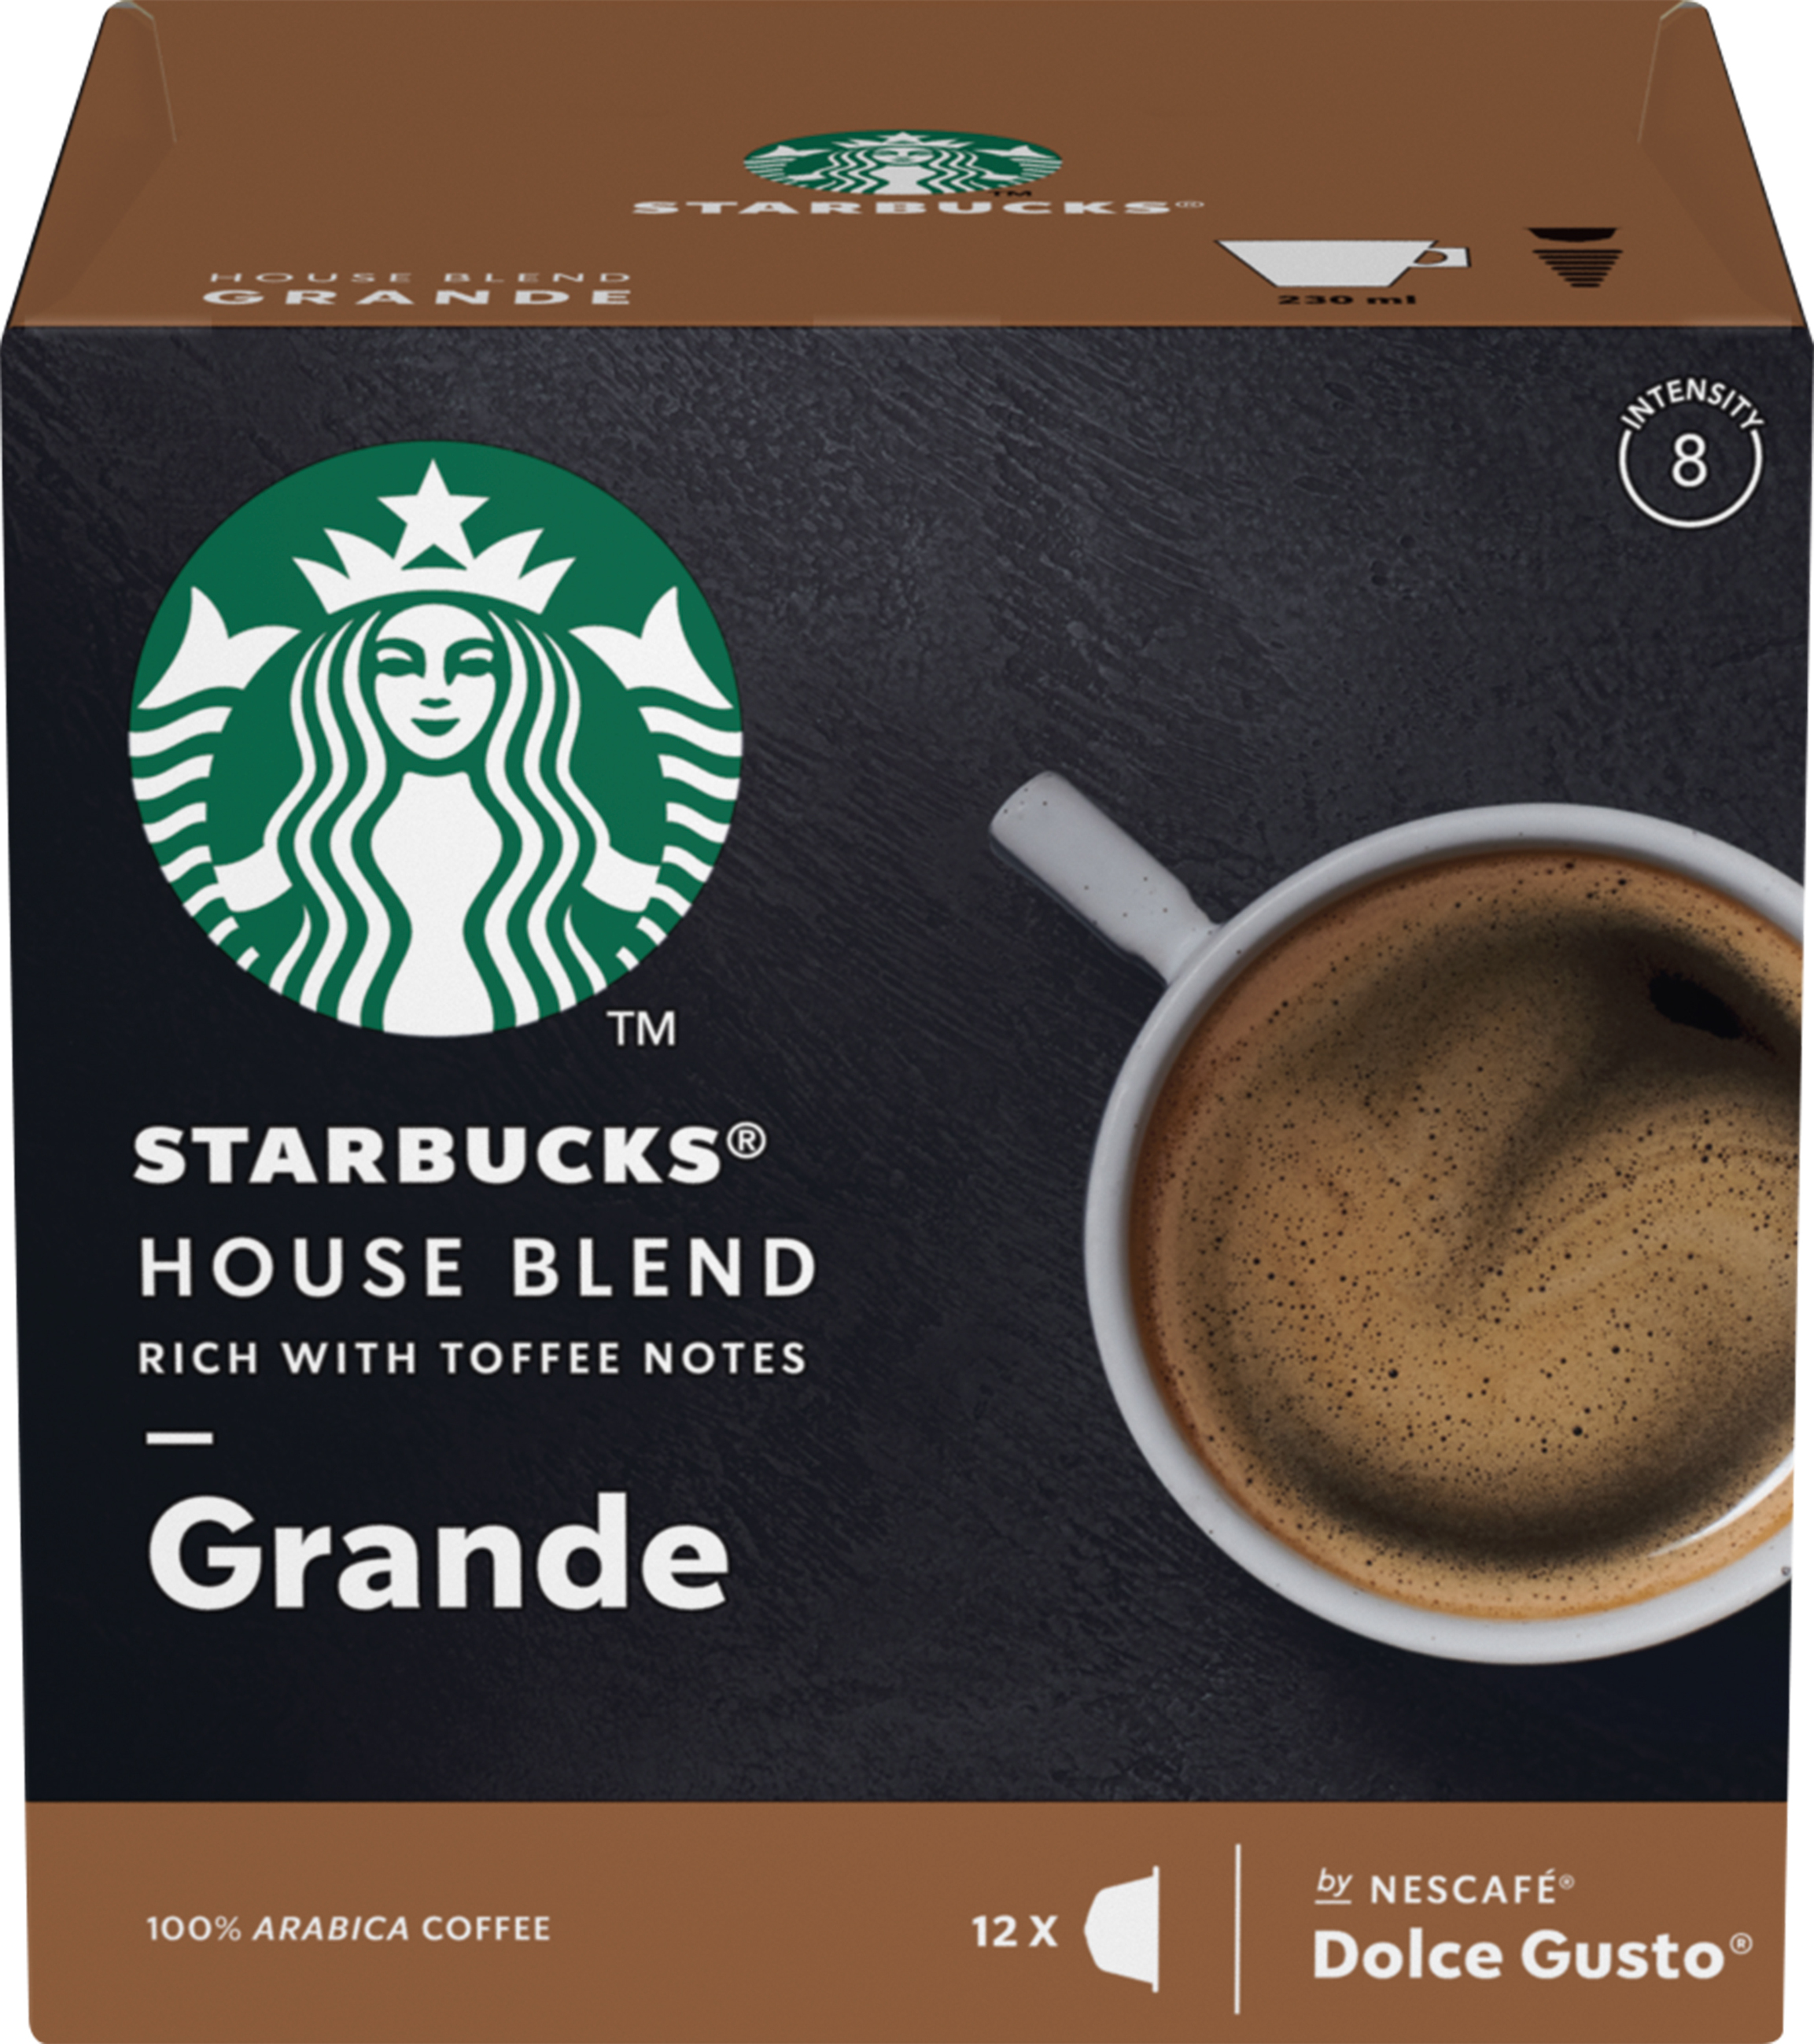 TM
STARBUCKS®
HOUSE BLEND
GRANDE
230 ml
INTENSITY
8
TM
STARBUCKS®
HOUSE BLEND
RICH WITH TOFFEE NOTES
Grande
100% ARABICA COFFEE
12 X
by NESCAFÉ®
Dolce Gusto®